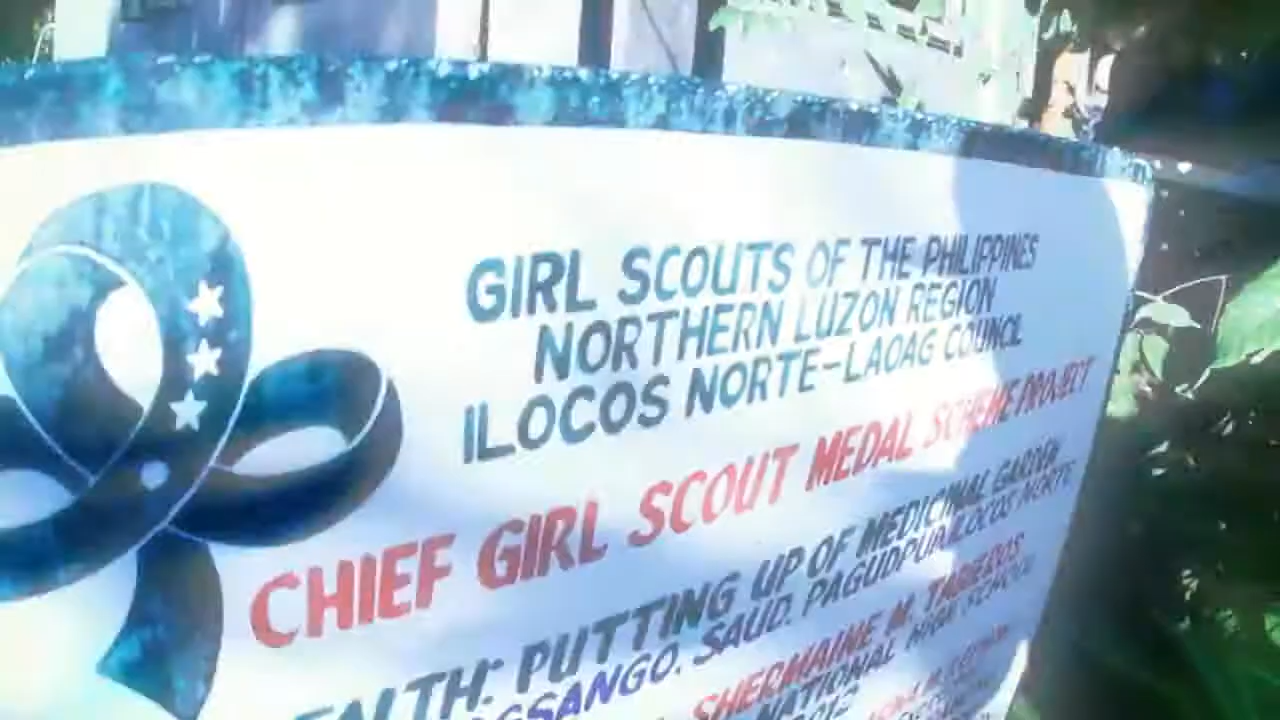 GIRL SCOUTS OF THE PHILIPPINES
NORTHERN LUZON REGION
ILOCOS NORTE-LAOAG COUNCIL
CHIEF GIRL SCOUT MEDAL SCHEME PROJECT
EALTH: PUTTING UP OF MEDICINAL GARDEN
GSANGO, SAUD, PAGUDPUD, ILOCOS NORTE
SHERMAINE M.
NATIONAL HIGH SCHOOL
2012